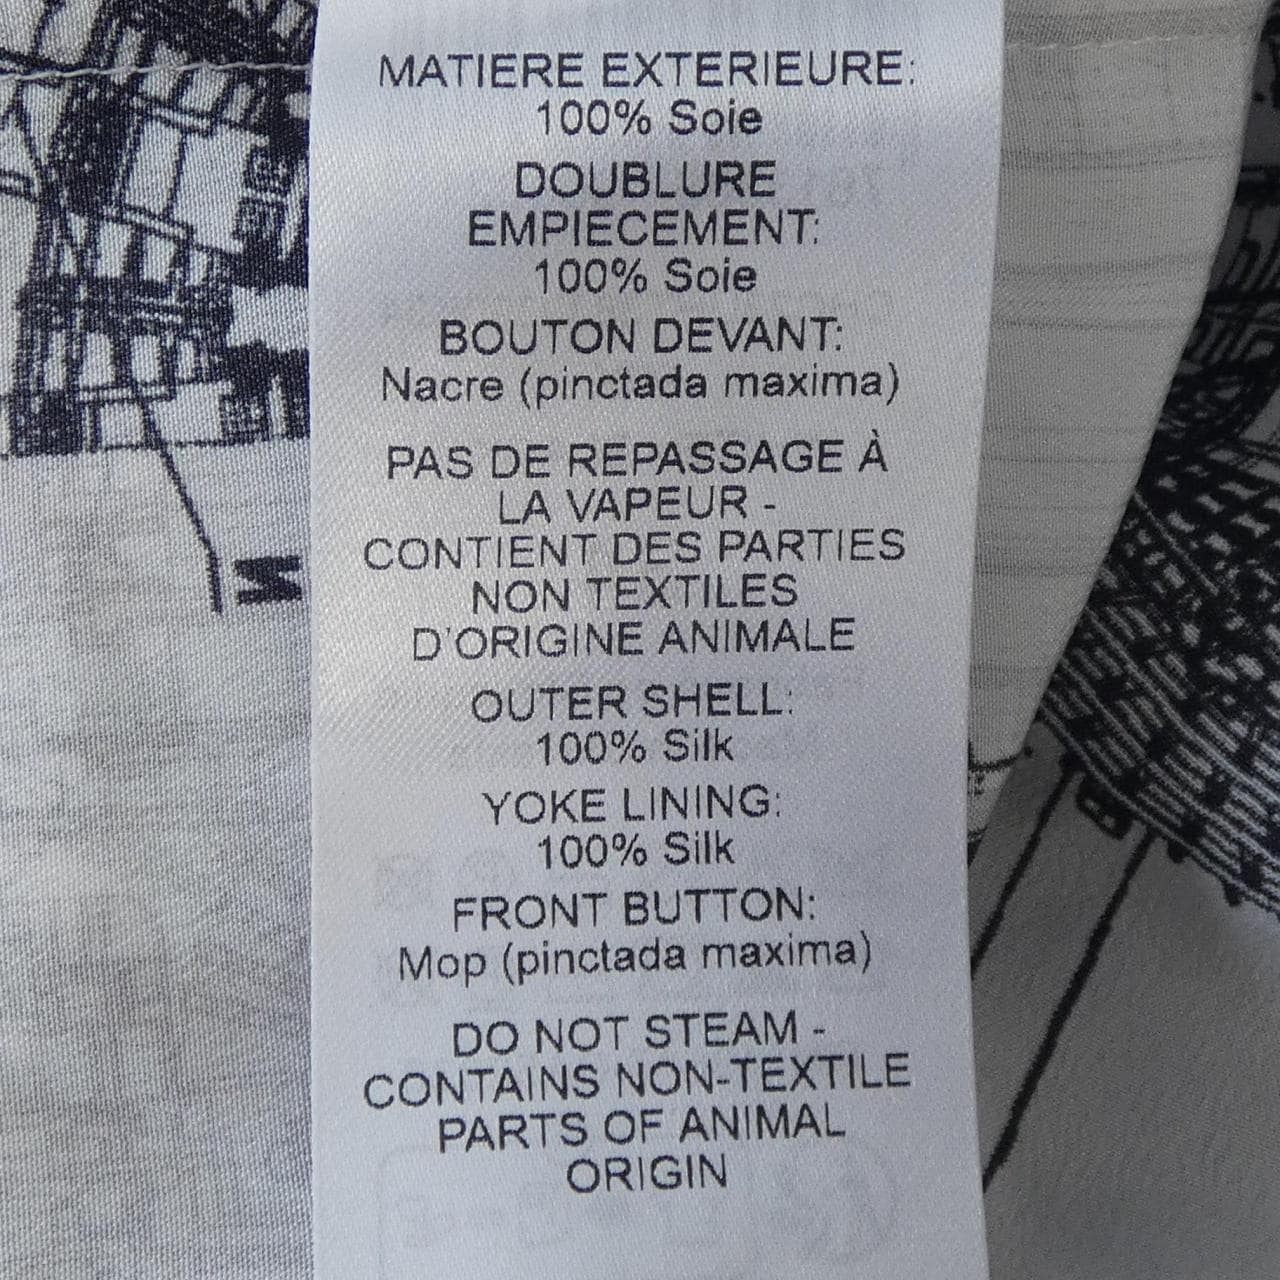 MATIERE EXTERIEURE:
100% Soie
DOUBLURE
EMPIECEMENT:
100% Soie
BOUTON DEVANT:
Nacre (pinctada maxima)
PAS DE REPASSAGE À
LA VAPEUR -
CONTIENT DES PARTIES
NON TEXTILES
D'ORIGINE ANIMALE
OUTER SHELL:
100% Silk
YOKE LINING:
100% Silk
FRONT BUTTON:
Mop (pinctada maxima)
DO NOT STEAM -
CONTAINS NON-TEXTILE
PARTS OF ANIMAL
ORIGIN